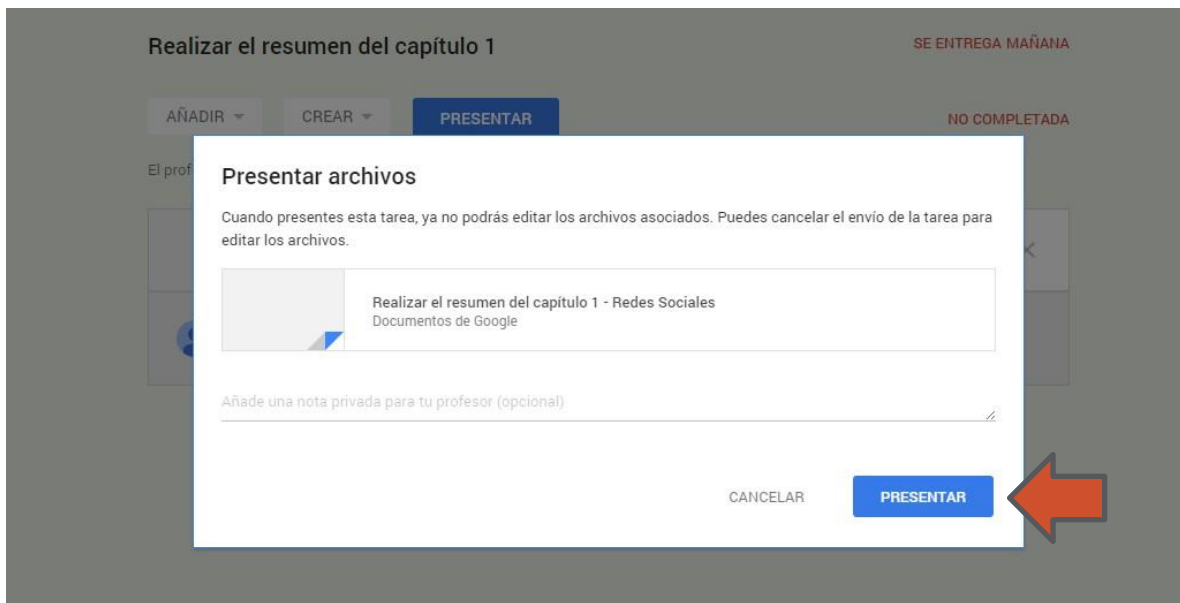 Realizar el resumen del capítulo 1
SE ENTREGA MAÑANA
AÑADIR
CREAR
PRESENTAR
NO COMPLETADA
El prof
Presentar archivos
Cuando presentes esta tarea, ya no podrás editar los archivos asociados. Puedes cancelar el envío de la tarea para
editar los archivos.
Realizar el resumen del capítulo 1 - Redes Sociales
Documentos de Google
Añade una nota privada para tu profesor (opcional)
CANCELAR
PRESENTAR